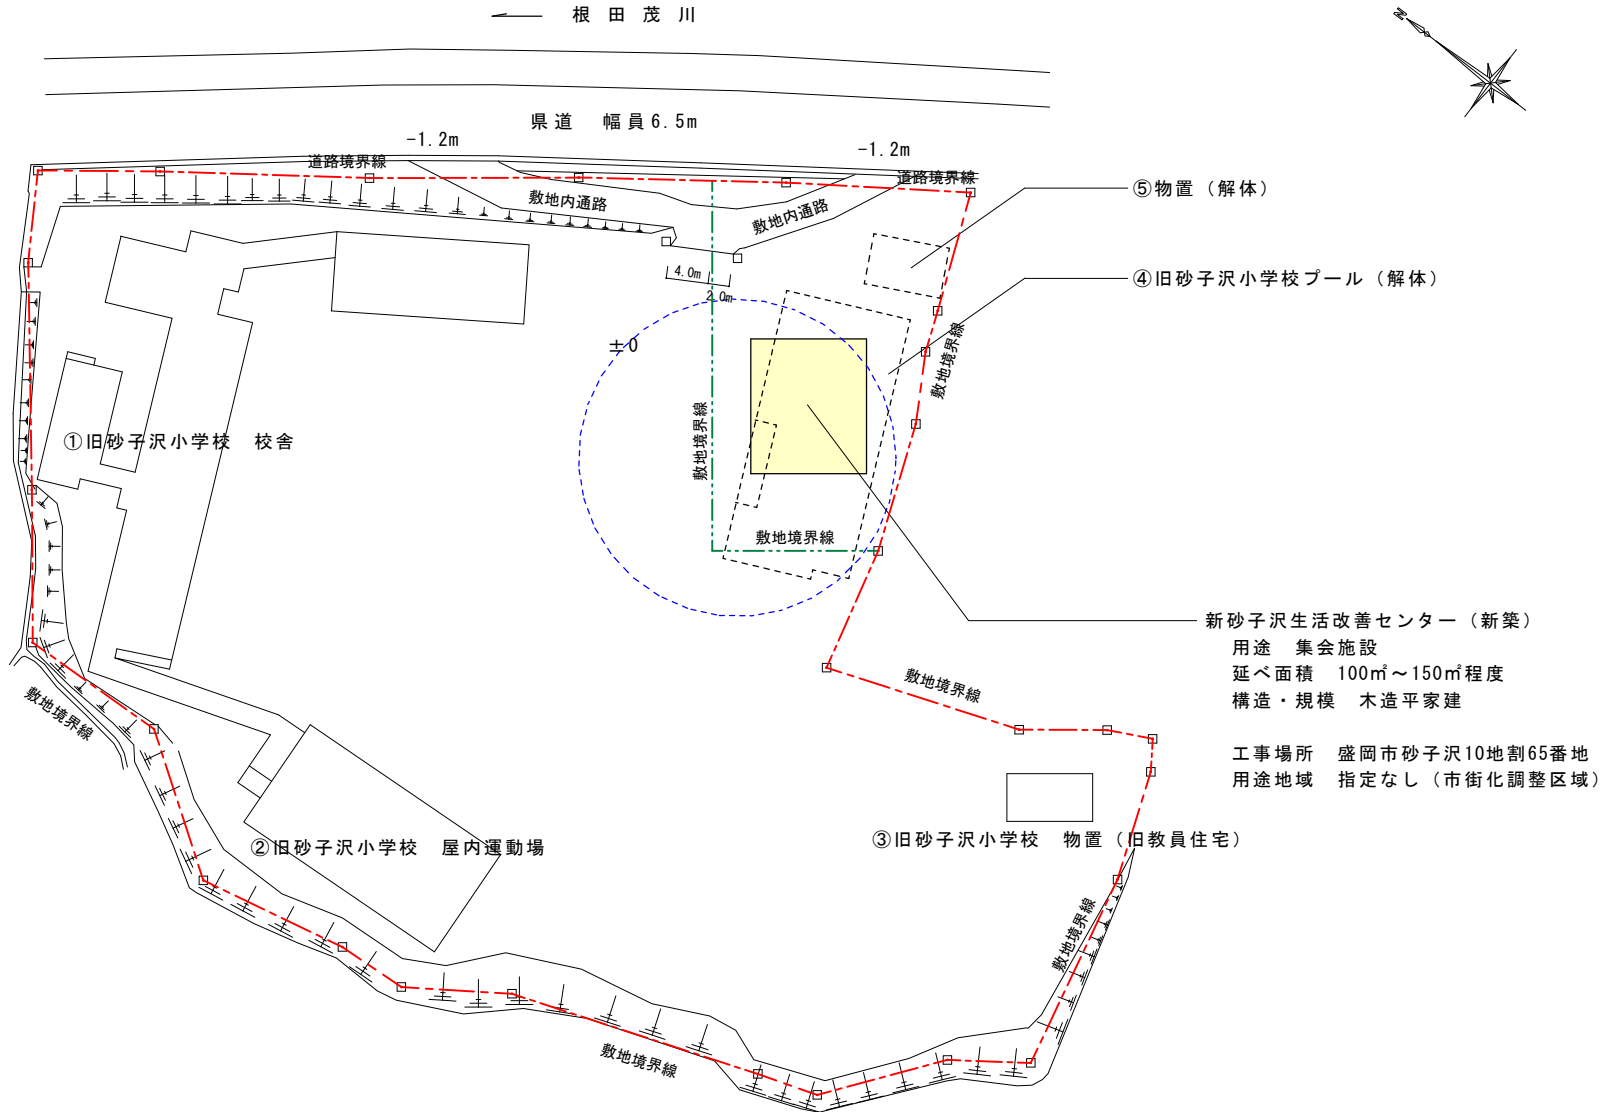 根田茂川
N
県道　幅員6.5m
-1.2m
-1.2m
道路境界線
道路境界線
敷地内通路
敷地内通路
⑤物置（解体）
④旧砂子沢小学校プール（解体）
4.0m
2.0m
±0
敷地境界線
敷地境界線
①旧砂子沢小学校　校舎
敷地境界線
新砂子沢生活改善センター（新築）
用途　集会施設
延べ面積　100㎡～150㎡程度
構造・規模　木造平家建
工事場所　盛岡市砂子沢10地割65番地
用途地域　指定なし（市街化調整区域）
敷地境界線
敷地境界線
②旧砂子沢小学校　屋内運動場
③旧砂子沢小学校　物置（旧教員住宅）
敷地境界線
敷地境界線